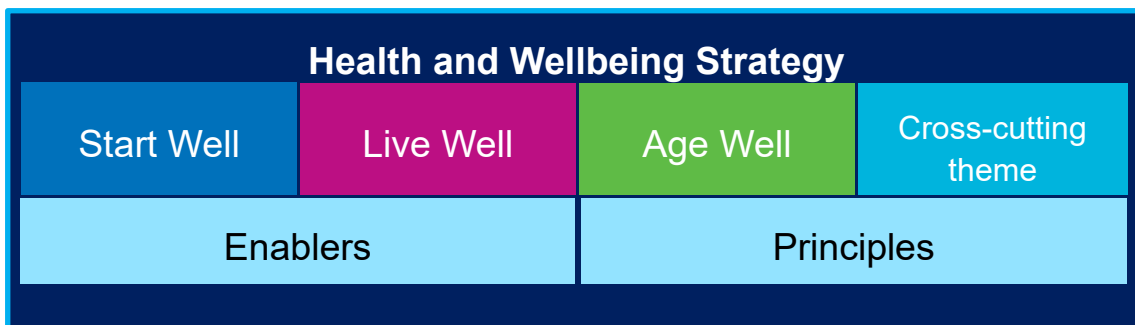 Health and Wellbeing Strategy
Start Well
Live Well
Age Well
Cross-cutting
theme
Enablers
Principles